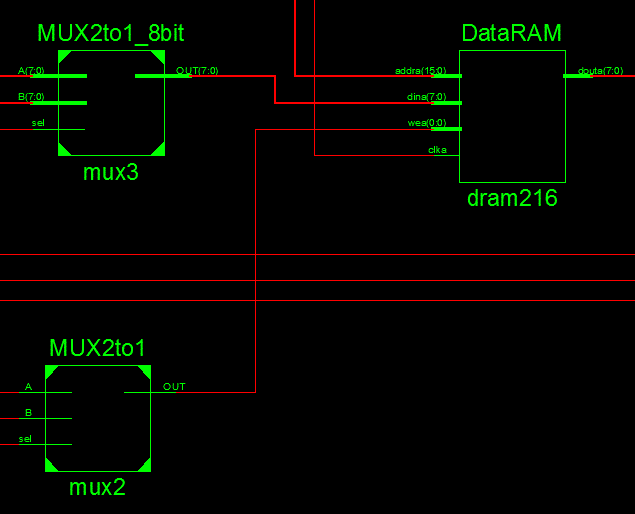 MUX2to1_8bit
A(7:0)
B(7:0)
sel
OUT(7:0)
mux3
DataRAM
addra(15:0)
dina(7:0)
wea(0:0)
clka
douta(7:0)
dram216
MUX2to1
A
B
sel
OUT
mux2